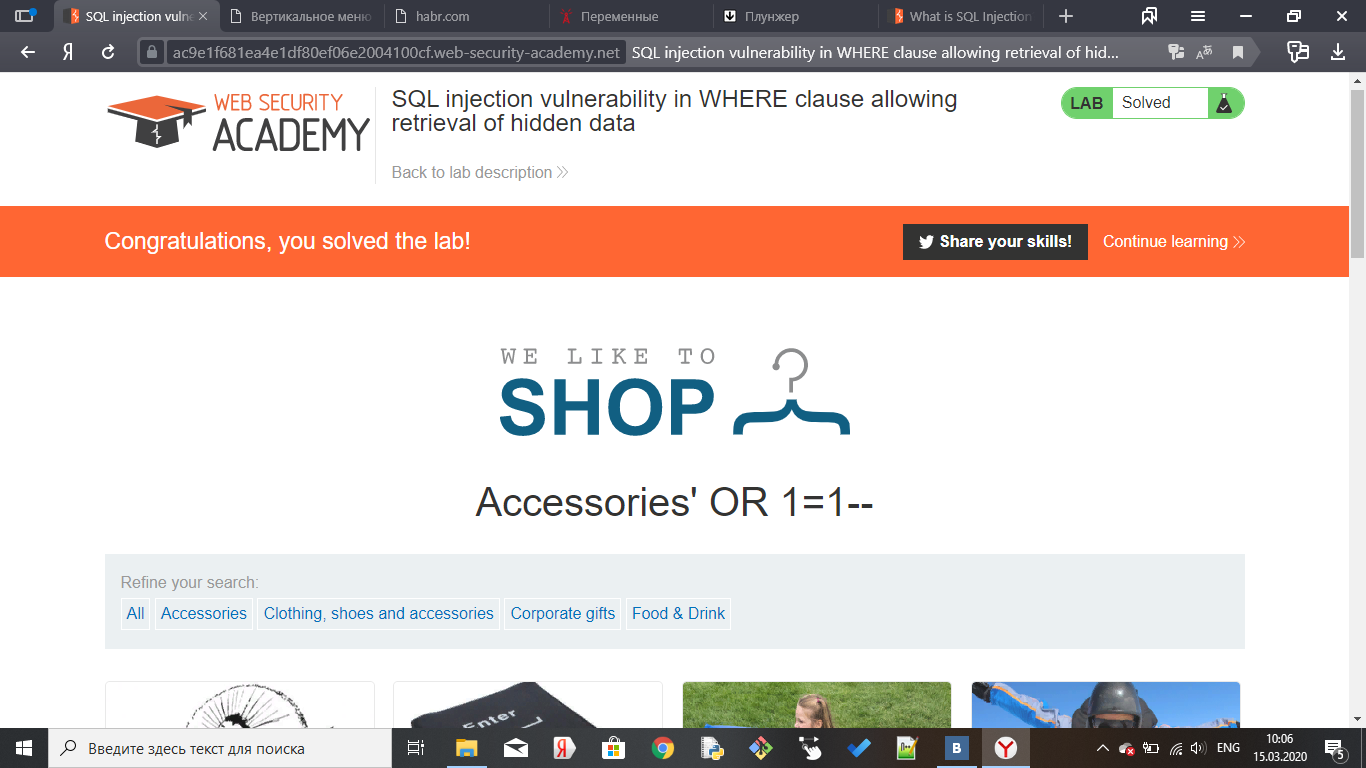 SQL injection vulne
Вертикальное меню
habr.com
Переменные
Плунжер
What is SQL Injection
Я
ac9e1f681ea4e1df80ef06e2004100cf.web-security-academy.net SQL injection vulnerability in WHERE clause allowing retrieval of hid...
WEB SECURITY
ACADEMY
SQL injection vulnerability in WHERE clause allowing
retrieval of hidden data
Back to lab description
LAB Solved
Congratulations, you solved the lab!
Share your skills!
Continue learning
WE LIKE TO
SHOP
Accessories' OR 1=1--
Refine your search:
All
Accessories
Clothing, shoes and accessories
Corporate gifts
Food & Drink
Enter
Введите здесь текст для поиска
Я
B
Y
ENG
10:06
15.03.2020
5